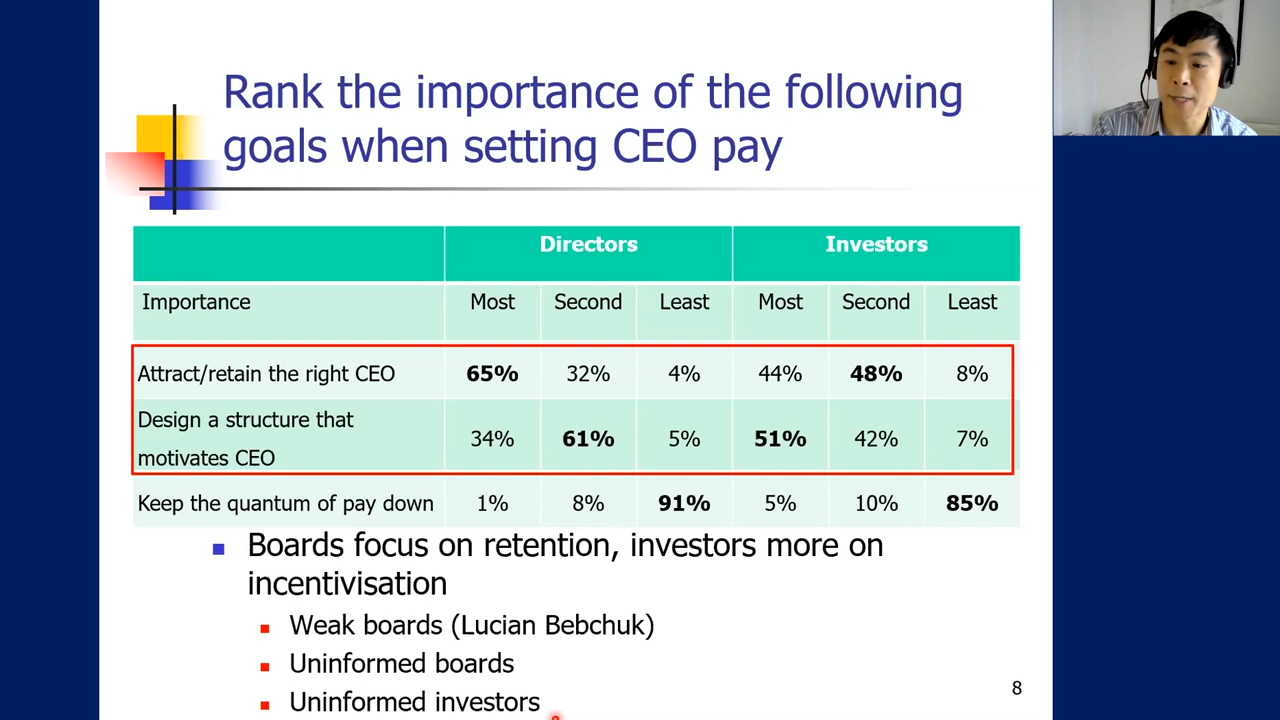 Rank the importance of the following
goals when setting CEO pay
Directors Investors
Importance Most Second Least Most Second Least
Attract/retain the right CEO 65% 32% 4% 44% 48% 8%
Design a structure that
motivates CEO 34% 61% 5% 51% 42% 7%
Keep the quantum of pay down 1% 8% 91% 5% 10% 85%
Boards focus on retention, investors more on
incentivisation
Weak boards (Lucian Bebchuk)
Uninformed boards
Uninformed investors
8